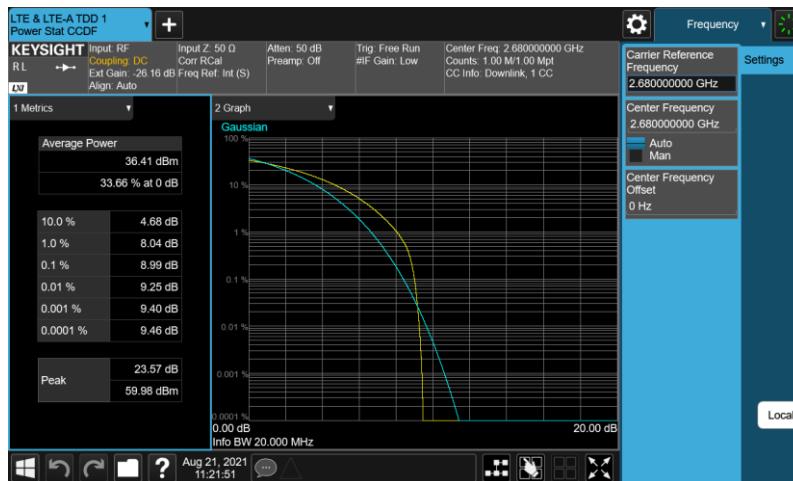 LTE & LTE-A TDD 1
Power Stat CCDF
Frequency
KEYSIGHT
RL
LXI
Input: RF
Coupling: DC
Ext Gain: -26.16 dB
Align: Auto
Input Z: 50 Ω
Corr RCal
Freq Ref: Int (S)
Atten: 50 dB
Preamp: Off
Trig: Free Run
#IF Gain: Low
Center Freq: 2.680000000 GHz
Counts: 1.00 M/1.00 Mpt
CC Info: Downlink, 1 CC
1 Metrics
Average Power
36.41 dBm
33.66 % at 0 dB
10.0 % 4.68 dB
1.0 % 8.04 dB
0.1 % 8.99 dB
0.01 % 9.25 dB
0.001 % 9.40 dB
0.0001 % 9.46 dB
Peak
23.57 dB
59.98 dBm
2 Graph
Gaussian
100 %
10 %
1 %
0.1 %
0.01 %
0.001 %
0.0001 %
0.00 dB
20.00 dB
Info BW 20.000 MHz
Carrier Reference
Frequency
2.680000000 GHz
Center Frequency
2.680000000 GHz
Auto
Man
Center Frequency
Offset
0 Hz
Settings
Local
?
Aug 21, 2021
11:21:51